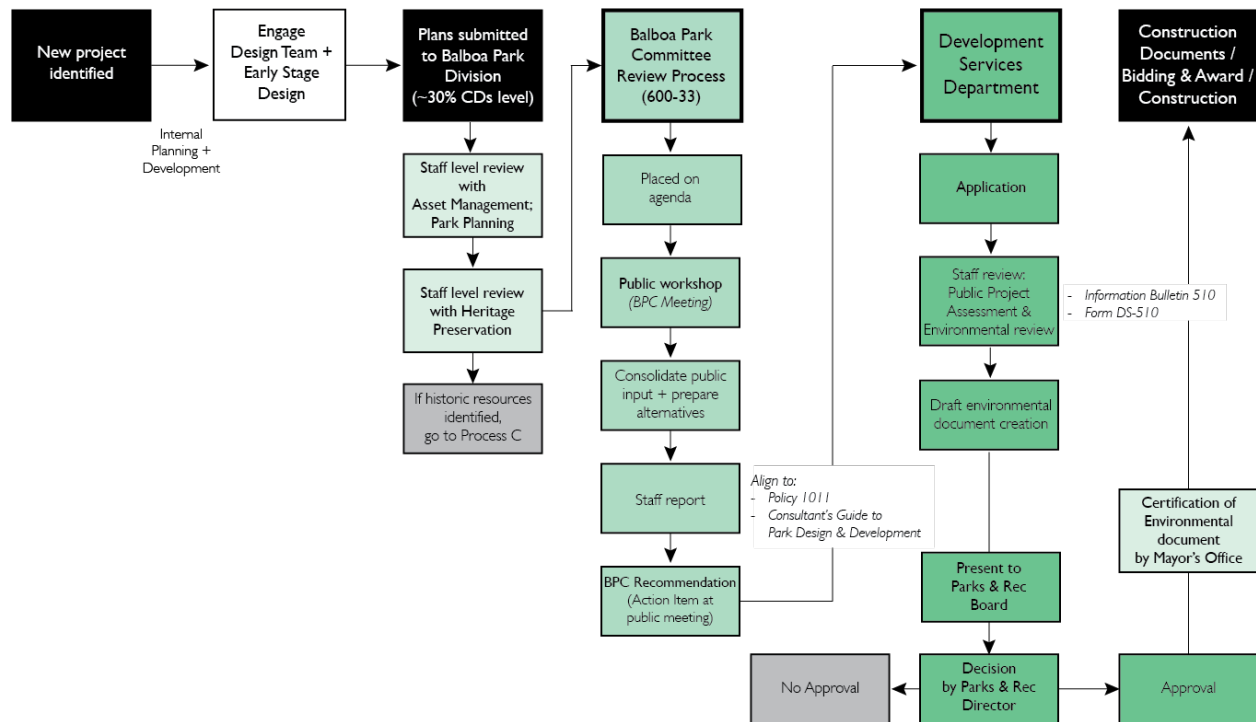 New project
identified
Internal
Planning +
Development
Engage
Design Team +
Early Stage
Design
Plans submitted
to Balboa Park
Division
(~30% CDs level)
Staff level review
with
Asset Management;
Park Planning
Staff level review
with Heritage
Preservation
If historic resources
identified,
go to Process C
Balboa Park
Committee
Review Process
(600-33)
Placed on
agenda
Public workshop
(BPC Meeting)
Consolidate public
input + prepare
alternatives
Staff report
BPC Recommendation
(Action Item at
public meeting)
Align to:
- Policy 1011
- Consultant's Guide to
Park Design & Development
Development
Services
Department
Application
Staff review:
Public Project
Assessment &
Environmental review
- Information Bulletin 510
- Form DS-510
Draft environmental
document creation
Present to
Parks & Rec
Board
Decision
by Parks & Rec
Director
No Approval
Approval
Certification of
Environmental
document
by Mayor's Office
Construction
Documents /
Bidding & Award /
Construction